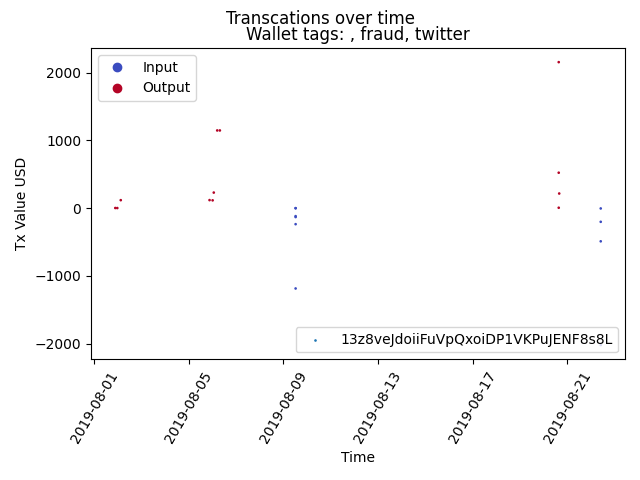 Transcations over time
Wallet tags: , fraud, twitter
Input
Output
2000
1000
0
−1000
−2000
Tx Value USD
13z8veJdoiiFuVpQxoiDP1VKPuJENF8s8L
2019-08-01
2019-08-05
2019-08-09
2019-08-13
2019-08-17
2019-08-21
Time